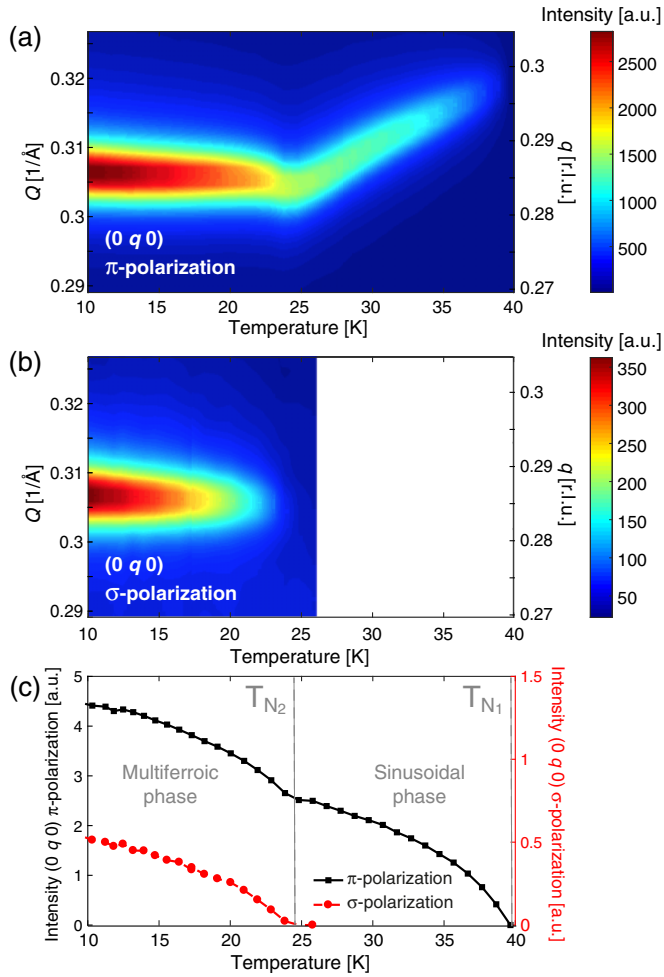 (a)
Intensity [a.u.]
0.32
0.31
0.3
0.29
Q [1/Å]
0.3
0.29
0.28
0.27
q [r.l.u.]
2500
2000
1500
1000
500
(0 q 0)
π-polarization
10 15 20 25 30 35 40
Temperature [K]
(b)
Intensity [a.u.]
0.32
0.31
0.3
0.29
Q [1/Å]
0.3
0.29
0.28
0.27
q [r.l.u.]
350
300
250
200
150
100
50
(0 q 0)
σ-polarization
10 15 20 25 30 35 40
Temperature [K]
(c)
5
4
3
2
1
0
Intensity (0 q 0) π-polarization [a.u.]
TN2
TN1
Multiferroic
phase
Sinusoidal
phase
π-polarization
σ-polarization
1.5
1
0.5
0
Intensity (0 q 0) σ-polarization [a.u.]
10 15 20 25 30 35 40
Temperature [K]